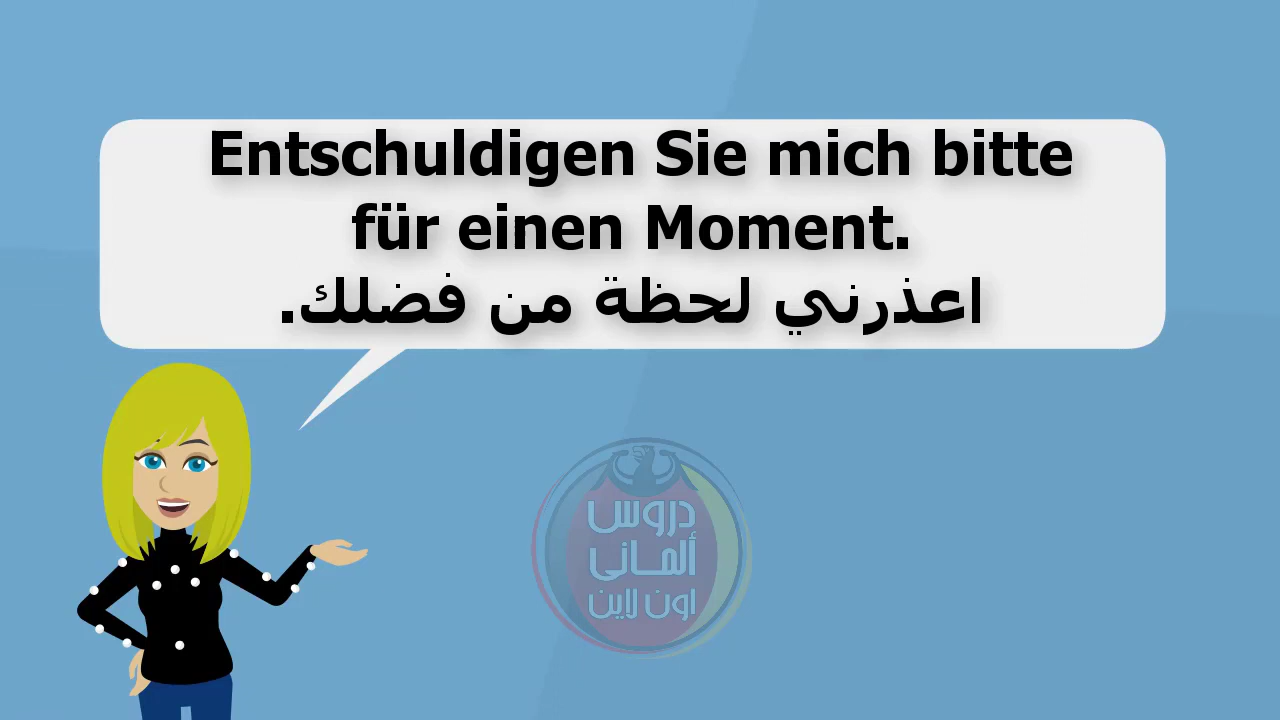 Entschuldigen Sie mich bitte
für einen Moment.
اعذرني لحظة من فضلك.
دروس
ألمانى
اون لاين